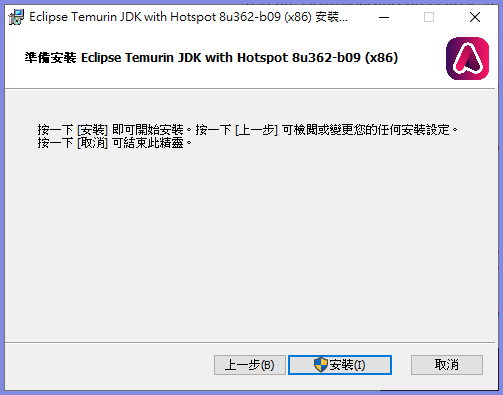 Eclipse Temurin JDK with Hotspot 8u362-b09 (x86) 安裝...
準備安裝 Eclipse Temurin JDK with Hotspot 8u362-b09 (x86)
按一下 [安裝] 即可開始安裝。按一下 [上一步] 可檢閱或變更您的任何安裝設定。
按一下 [取消] 可結束此精靈。
上一步(B) 安裝(I) 取消